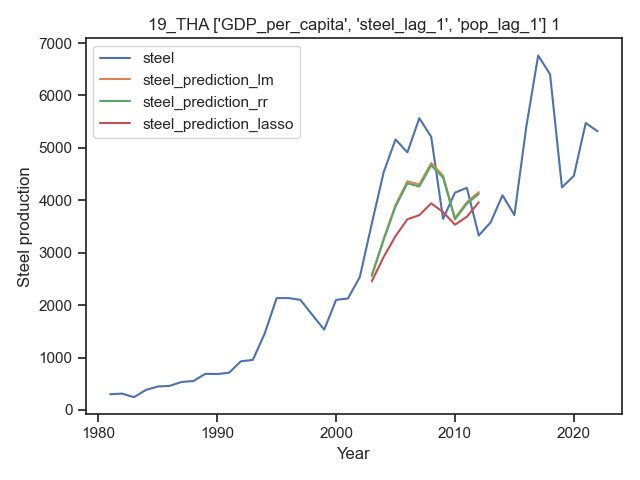 19_THA ['GDP_per_capita', 'steel_lag_1', 'pop_lag_1'] 1
7000
6000
5000
4000
3000
2000
1000
0
Steel production
steel
steel_prediction_lm
steel_prediction_rr
steel_prediction_lasso
1980
1990
2000
2010
2020
Year